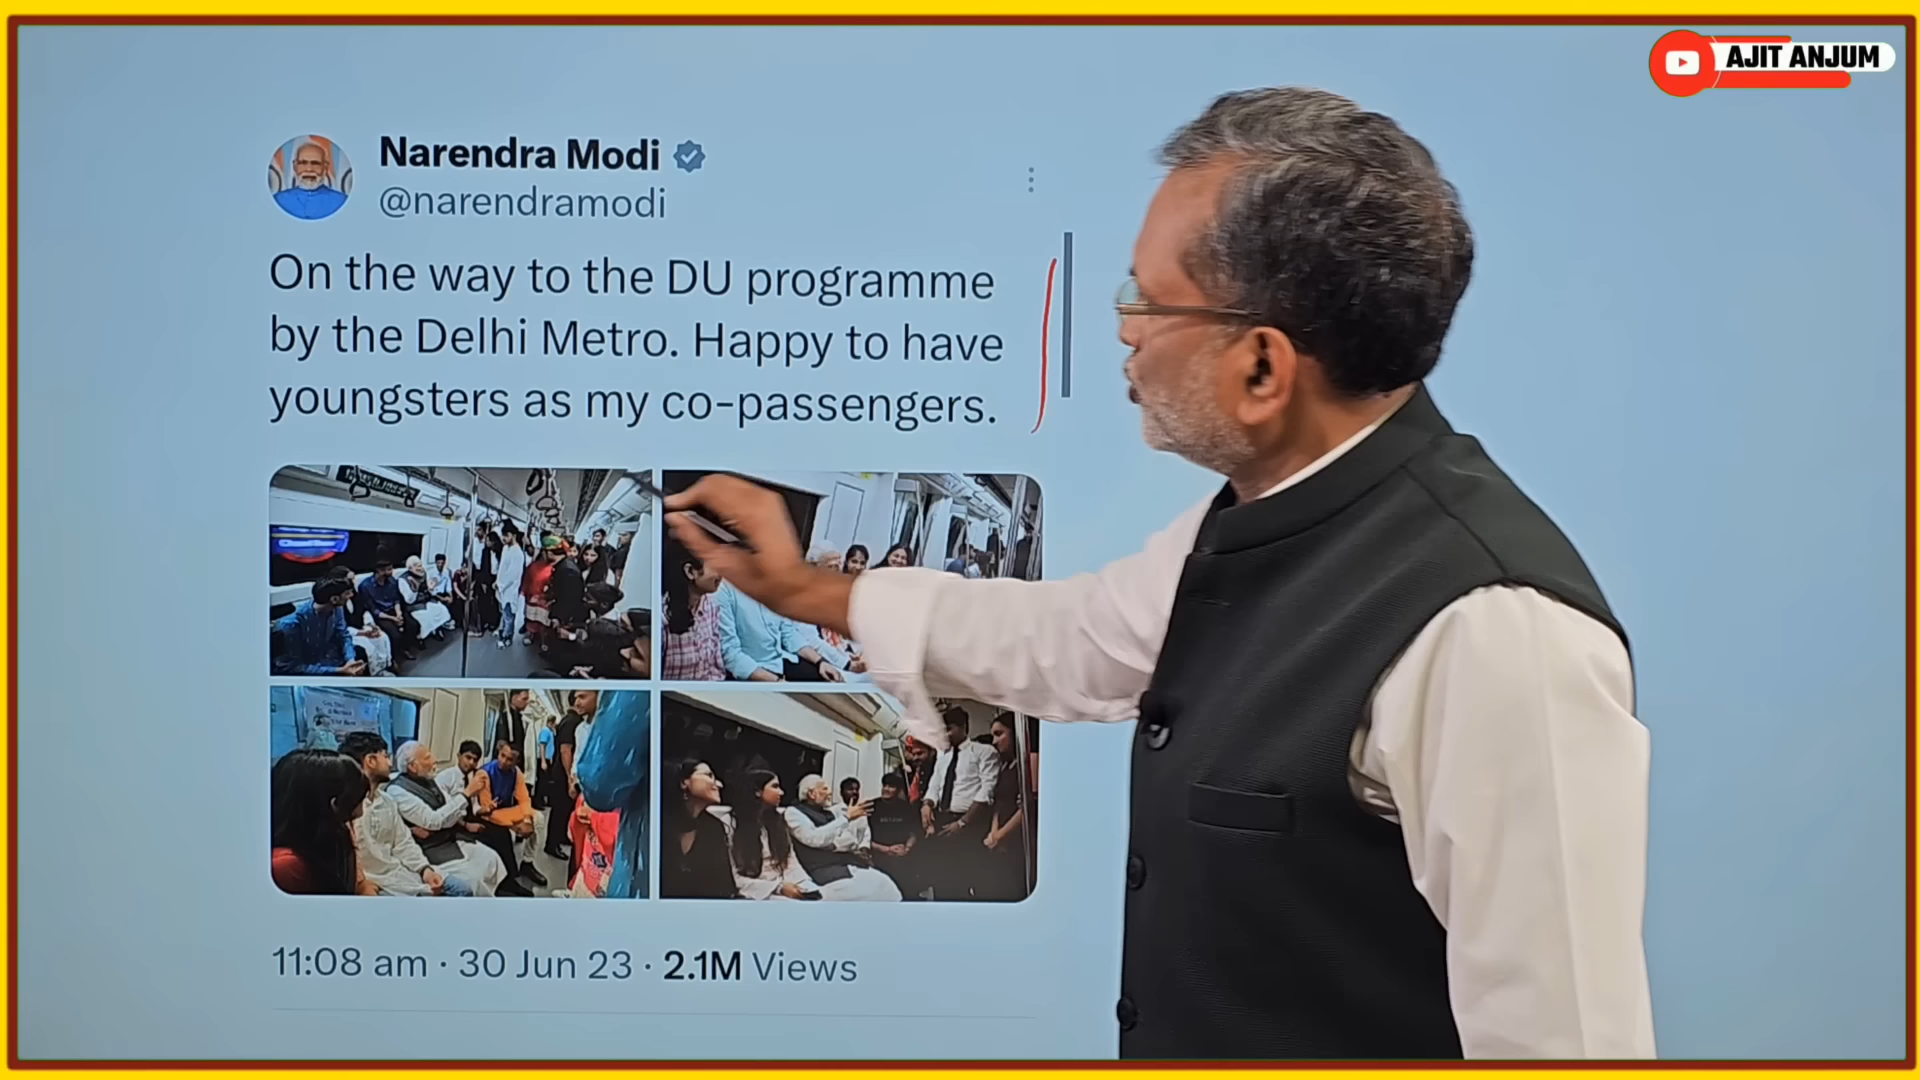 AJIT ANJUM
Narendra Modi
@narendramodi
On the way to the DU programme
by the Delhi Metro. Happy to have
youngsters as my co-passengers.
11:08 am · 30 Jun 23 · 2.1M Views